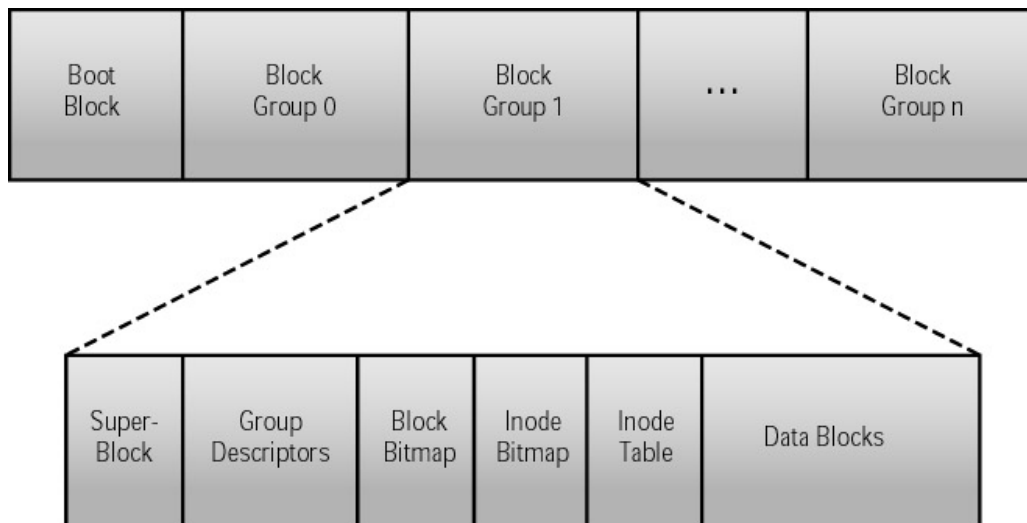 Boot
Block
Block
Group 0
Block
Group 1
...
Block
Group n
Super-
Block
Group
Descriptors
Block
Bitmap
Inode
Bitmap
Inode
Table
Data Blocks